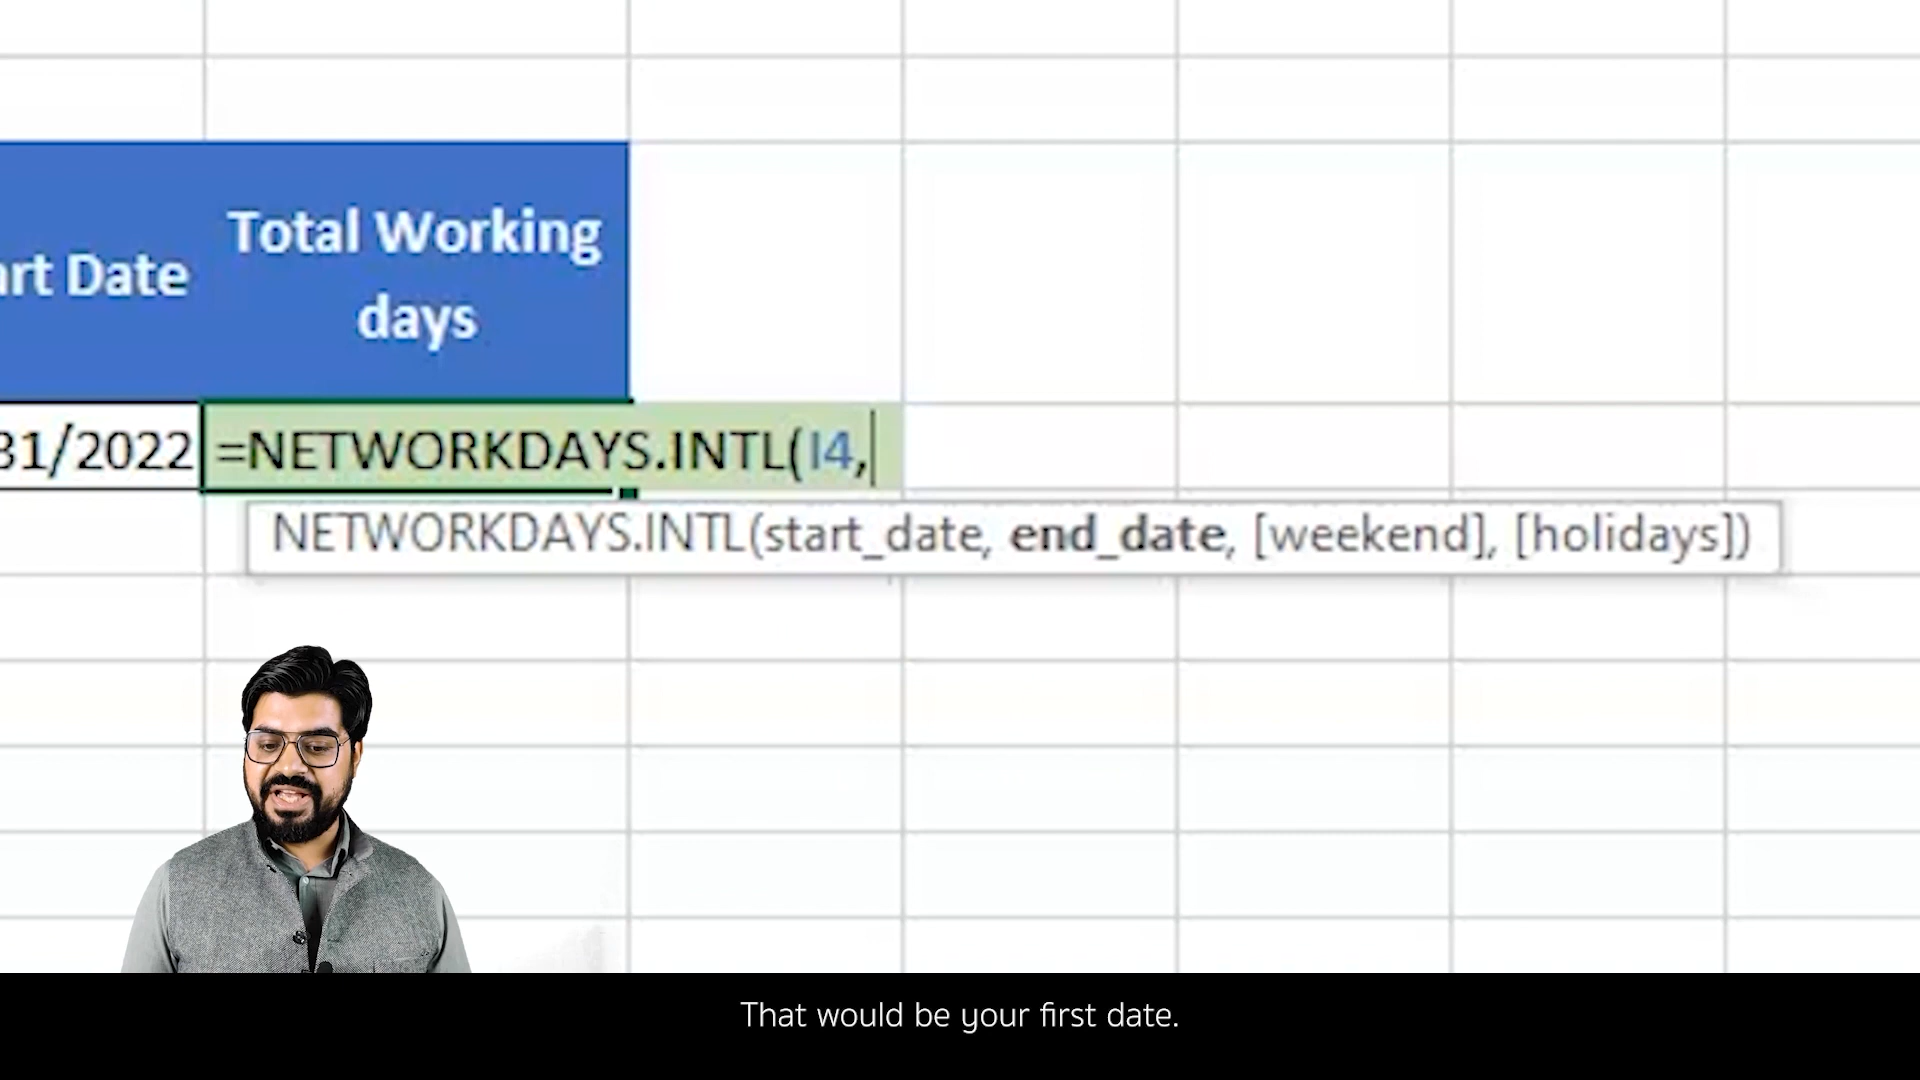 Total Working
art Date
days
31/2022
=NETWORKDAYS.INTL(I4,
NETWORKDAYS.INTL(start_date, end_date, [weekend], [holidays])
That would be your first date.